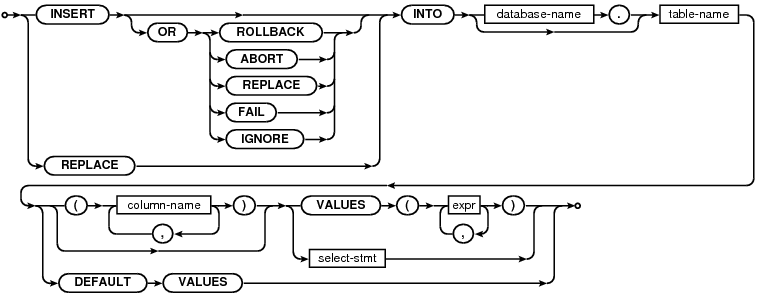 INSERT INTO database-name . table-name
OR ROLLBACK
ABORT
REPLACE
FAIL
IGNORE
REPLACE
( column-name ) VALUES ( expr )
, ,
select-stmt
DEFAULT VALUES